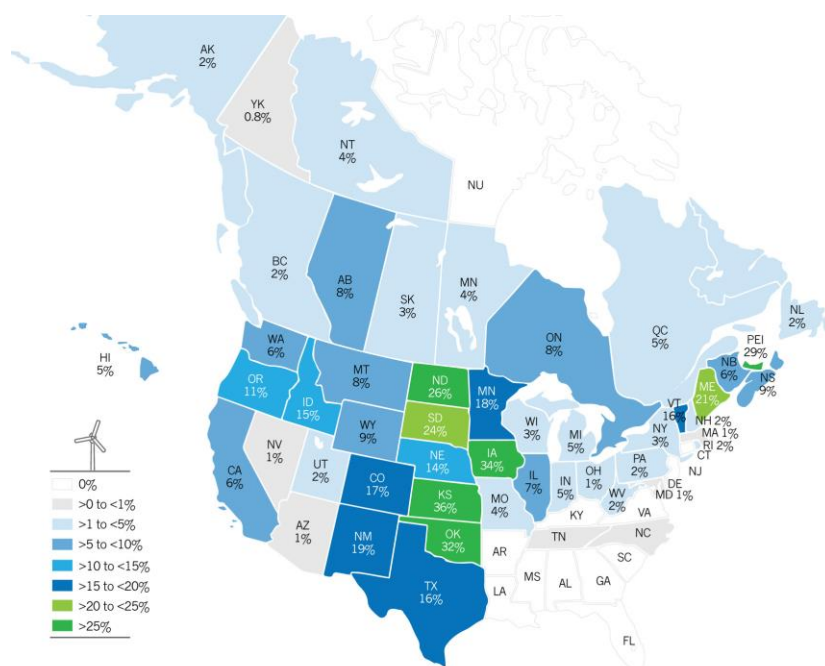 AK
2%
YK
0.8%
NT
4%
NU
BC
2%
AB
8%
SK
3%
MN
4%
ON
8%
QC
5%
NL
2%
PEI
29%
NB
6%
NS
9%
HI
5%
WA
6%
OR
11%
ID
15%
MT
8%
WY
9%
ND
26%
SD
24%
NE
14%
MN
18%
IA
34%
WI
3%
MI
5%
IL
7%
IN
5%
OH
1%
PA
2%
NY
3%
VT
16%
ME
21%
NH 2%
MA 1%
RI 2%
CT
NJ
DE
MD 1%
WV
2%
VA
KY
CA
6%
NV
1%
UT
2%
CO
17%
KS
36%
MO
4%
AZ
1%
NM
19%
OK
32%
TX
16%
AR
LA
MS
AL
GA
TN
NC
SC
FL
0%
>0 to <1%
>1 to <5%
>5 to <10%
>10 to <15%
>15 to <20%
>20 to <25%
>25%